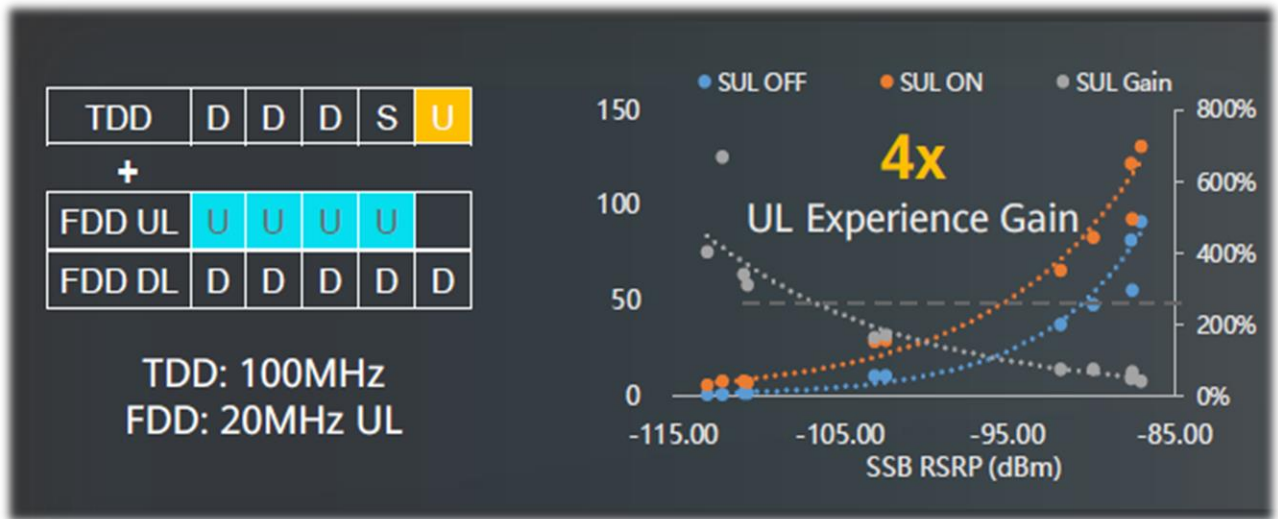 TDD D D D S U
+
FDD UL U U U U
FDD DL D D D D D
TDD: 100MHz
FDD: 20MHz UL
SUL OFF SUL ON SUL Gain
150 800%
4x
600%
100
UL Experience Gain
400%
50
200%
0 0%
-115.00 -105.00 -95.00 -85.00
SSB RSRP (dBm)